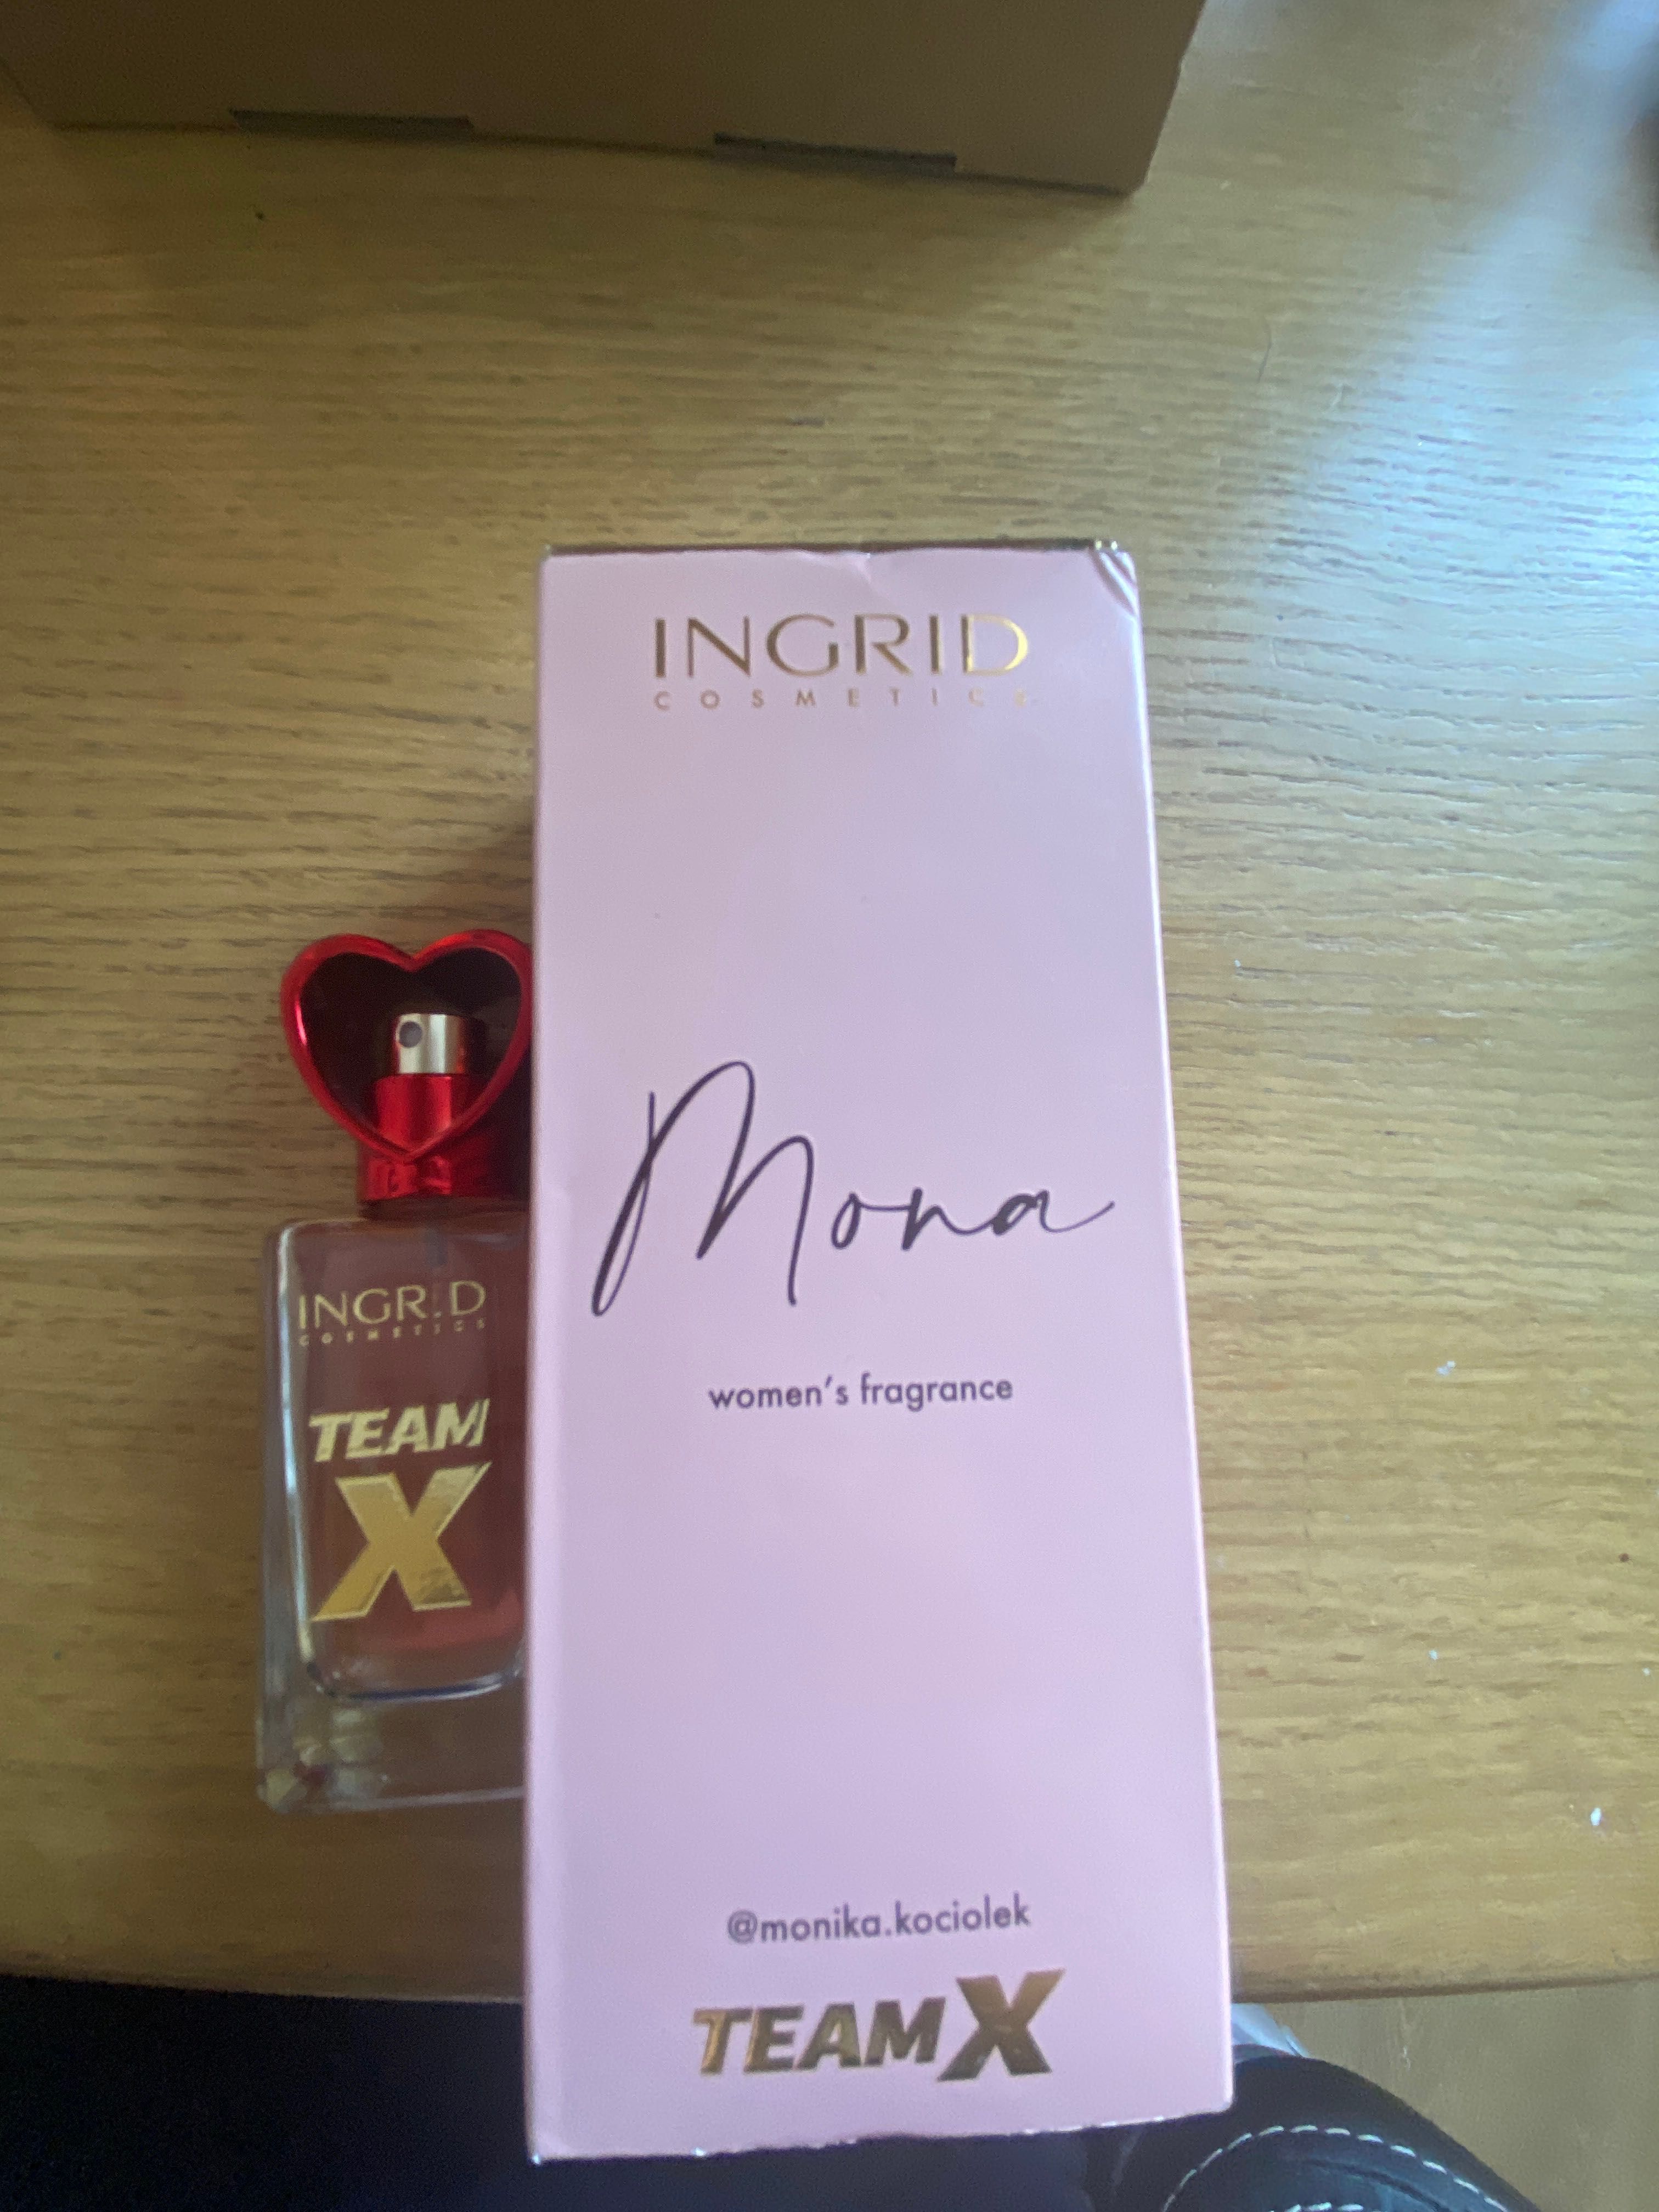 INGRID
COSMETICS
Mona
women's fragrance
@monika.kociolek
TEAM X
INGRID
COSMETICS
TEAM
X